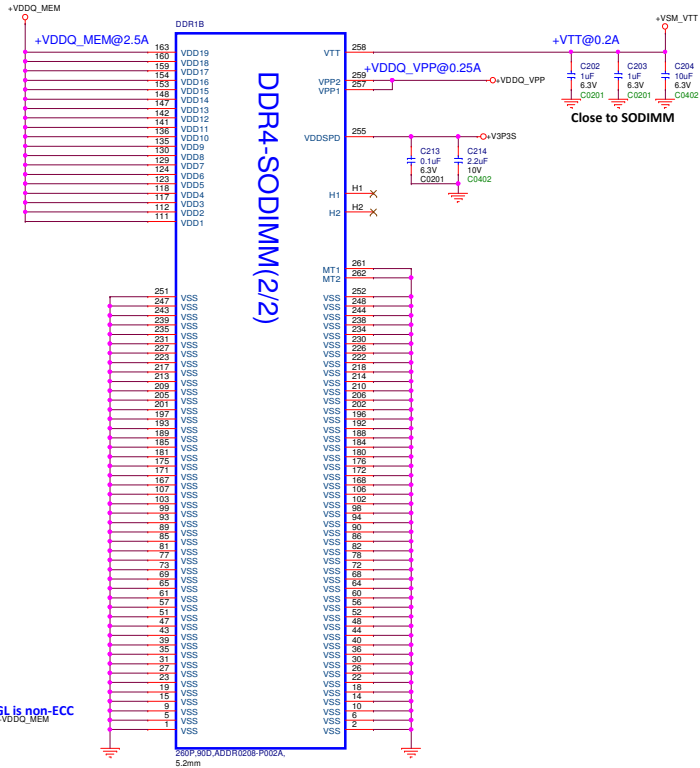 +VDDQ_MEM
DDR1B
+VSM_VTT
+VDDQ_MEM@2.5A
+VTT@0.2A
163 VDD19
160 VDD18
159 VDD17
154 VDD16
153 VDD15
148 VDD14
147 VDD13
142 VDD12
141 VDD11
136 VDD10
135 VDD9
130 VDD8
129 VDD7
124 VDD6
123 VDD5
118 VDD4
117 VDD3
112 VDD2
111 VDD1
DDR4-SODIMM(2/2)
VTT 258
+VDDQ_VPP@0.25A
VPP2 259
VPP1 257
+VDDQ_VPP
C202
1uF
6.3V
C0201
C203
1uF
6.3V
C0201
C204
10uF
6.3V
C0402
Close to SODIMM
VDDSPD 255
+V3P3S
C213
0.1uF
6.3V
C0201
C214
2.2uF
10V
C0402
H1 H1
H2 H2
MT1 261
MT2 262
251 VSS VSS 252
247 VSS VSS 248
243 VSS VSS 244
239 VSS VSS 238
235 VSS VSS 234
231 VSS VSS 230
227 VSS VSS 226
223 VSS VSS 222
217 VSS VSS 218
213 VSS VSS 214
209 VSS VSS 210
205 VSS VSS 206
201 VSS VSS 202
197 VSS VSS 196
193 VSS VSS 192
189 VSS VSS 188
185 VSS VSS 184
181 VSS VSS 180
175 VSS VSS 176
171 VSS VSS 172
167 VSS VSS 168
107 VSS VSS 106
103 VSS VSS 102
99 VSS VSS 98
93 VSS VSS 94
89 VSS VSS 90
85 VSS VSS 86
81 VSS VSS 82
77 VSS VSS 78
73 VSS VSS 72
69 VSS VSS 68
65 VSS VSS 64
61 VSS VSS 60
57 VSS VSS 56
51 VSS VSS 52
47 VSS VSS 48
43 VSS VSS 44
39 VSS VSS 40
35 VSS VSS 36
31 VSS VSS 30
27 VSS VSS 26
23 VSS VSS 22
19 VSS VSS 18
15 VSS VSS 14
9 VSS VSS 10
5 VSS VSS 6
1 VSS VSS 2
GL is non-ECC
+VDDQ_MEM
260P,90D,ADDR0208-P002A,
5.2mm